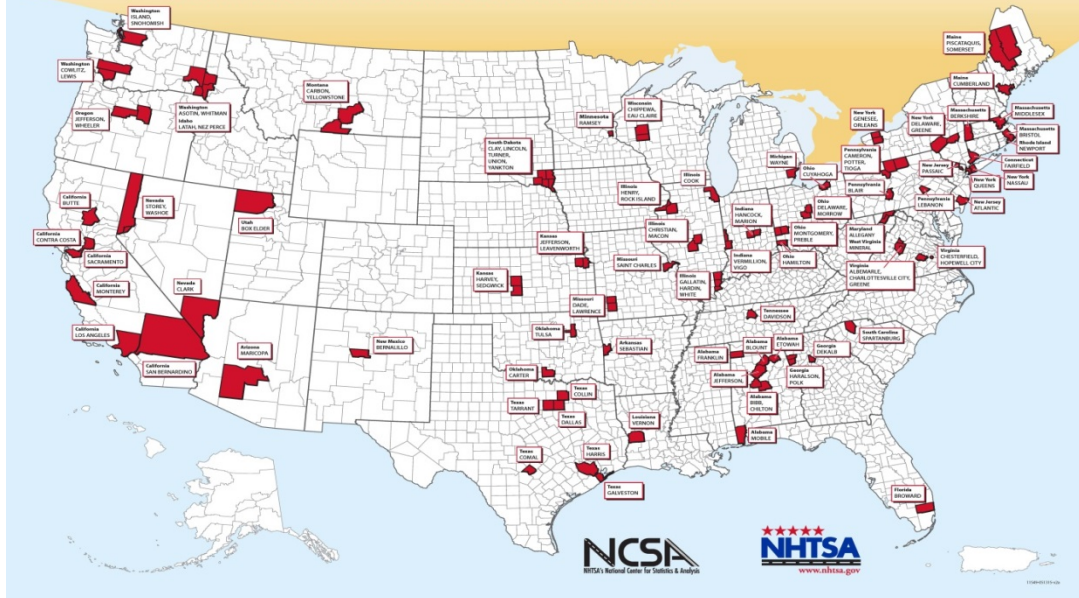 Washington
ISLAND,
SNOHOMISH
Washington
COWLITZ,
LEWIS
Oregon
JEFFERSON,
WHEELER
Washington
ASOTIN, WHITMAN
Idaho
LATAH, NEZ PERCE
Montana
CARBON,
YELLOWSTONE
South Dakota
CLAY, LINCOLN,
TURNER,
UNION,
YANKTON
Minnesota
RAMSEY
Wisconsin
CHIPPEWA,
EAU CLAIRE
Michigan
WAYNE
Ohio
CUYAHOGA
New York
GENESEE,
ORLEANS
New York
DELAWARE,
GREENE
Maine
PISCATAQUIS,
SOMERSET
Maine
CUMBERLAND
Massachusetts
BERKSHIRE
Massachusetts
MIDDLESEX
Massachusetts
BRISTOL
Rhode Island
NEWPORT
Connecticut
FAIRFIELD
New York
NASSAU
New York
QUEENS
New Jersey
PASSAIC
New Jersey
ATLANTIC
Pennsylvania
CAMERON,
POTTER,
TIOGA
Pennsylvania
BLAIR
Pennsylvania
LEBANON
California
BUTTE
Nevada
STOREY,
WASHOE
Utah
BOX ELDER
California
CONTRA COSTA
California
SACRAMENTO
California
MONTEREY
California
LOS ANGELES
California
SAN BERNARDINO
Nevada
CLARK
Arizona
MARICOPA
New Mexico
BERNALILLO
Kansas
JEFFERSON,
LEAVENWORTH
Kansas
HARVEY,
SEDGWICK
Illinois
HENRY,
ROCK ISLAND
Illinois
COOK
Illinois
CHRISTIAN,
MACON
Missouri
SAINT CHARLES
Illinois
GALLATIN,
HARDIN,
WHITE
Missouri
DADE,
LAWRENCE
Indiana
HANCOCK,
MARION
Indiana
VERMILLION,
VIGO
Ohio
DELAWARE,
MORROW
Ohio
MONTGOMERY,
PREBLE
Ohio
HAMILTON
Maryland
ALLEGANY
West Virginia
MINERAL
Virginia
ALBEMARLE,
CHARLOTTESVILLE CITY,
GREENE
Virginia
CHESTERFIELD,
HOPEWELL CITY
Oklahoma
TULSA
Arkansas
SEBASTIAN
Oklahoma
CARTER
Texas
COLLIN
Texas
TARRANT
Texas
DALLAS
Louisiana
VERNON
Texas
COMAL
Texas
HARRIS
Texas
GALVESTON
Tennessee
DAVIDSON
Alabama
FRANKLIN
Alabama
BLOUNT
Alabama
ETOWAH
Georgia
DEKALB
South Carolina
SPARTANBURG
Alabama
JEFFERSON,
Georgia
HARALSON,
POLK
Alabama
BIBB,
CHILTON
Alabama
MOBILE
Florida
BROWARD
NCSA
NHTSA's National Center for Statistics & Analysis
NHTSA
www.nhtsa.gov